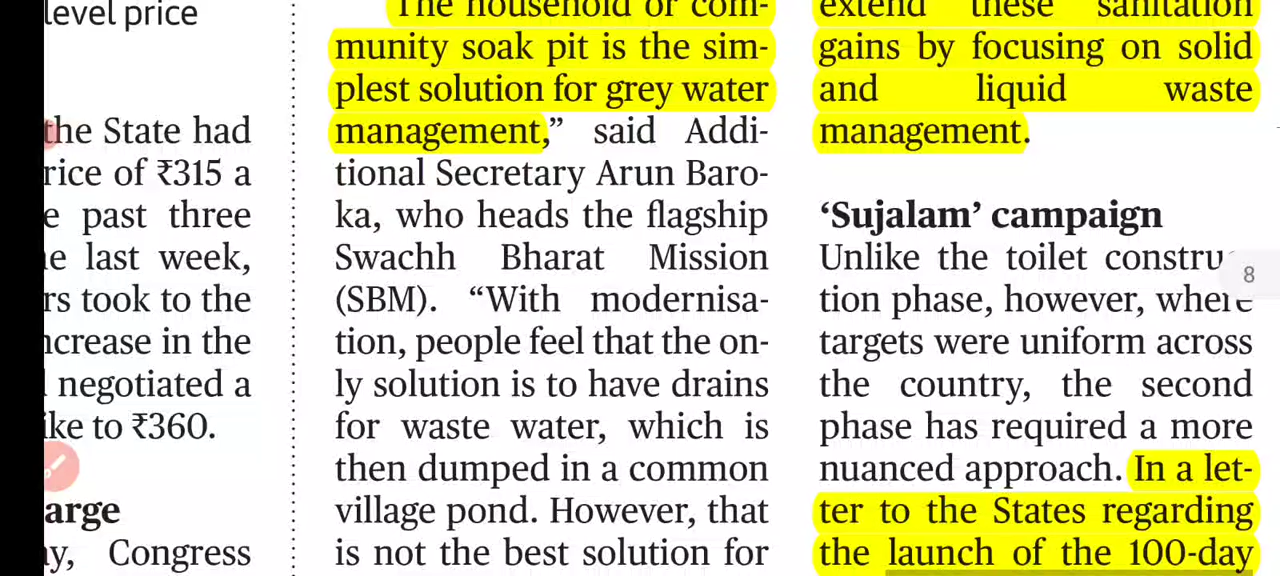 level price
the State had
rice of ₹315 a
e past three
e last week,
rs took to the
ncrease in the
negotiated a
ike to ₹360.
arge
y, Congress
The household or com-
munity soak pit is the sim-
plest solution for grey water
management,” said Addi-
tional Secretary Arun Baro-
ka, who heads the flagship
Swachh Bharat Mission
(SBM). “With modernisa-
tion, people feel that the on-
ly solution is to have drains
for waste water, which is
then dumped in a common
village pond. However, that
is not the best solution for
extend these sanitation
gains by focusing on solid
and liquid waste
management.
‘Sujalam’ campaign
Unlike the toilet construc-
tion phase, however, where
targets were uniform across
the country, the second
phase has required a more
nuanced approach. In a let-
ter to the States regarding
the launch of the 100-day
8